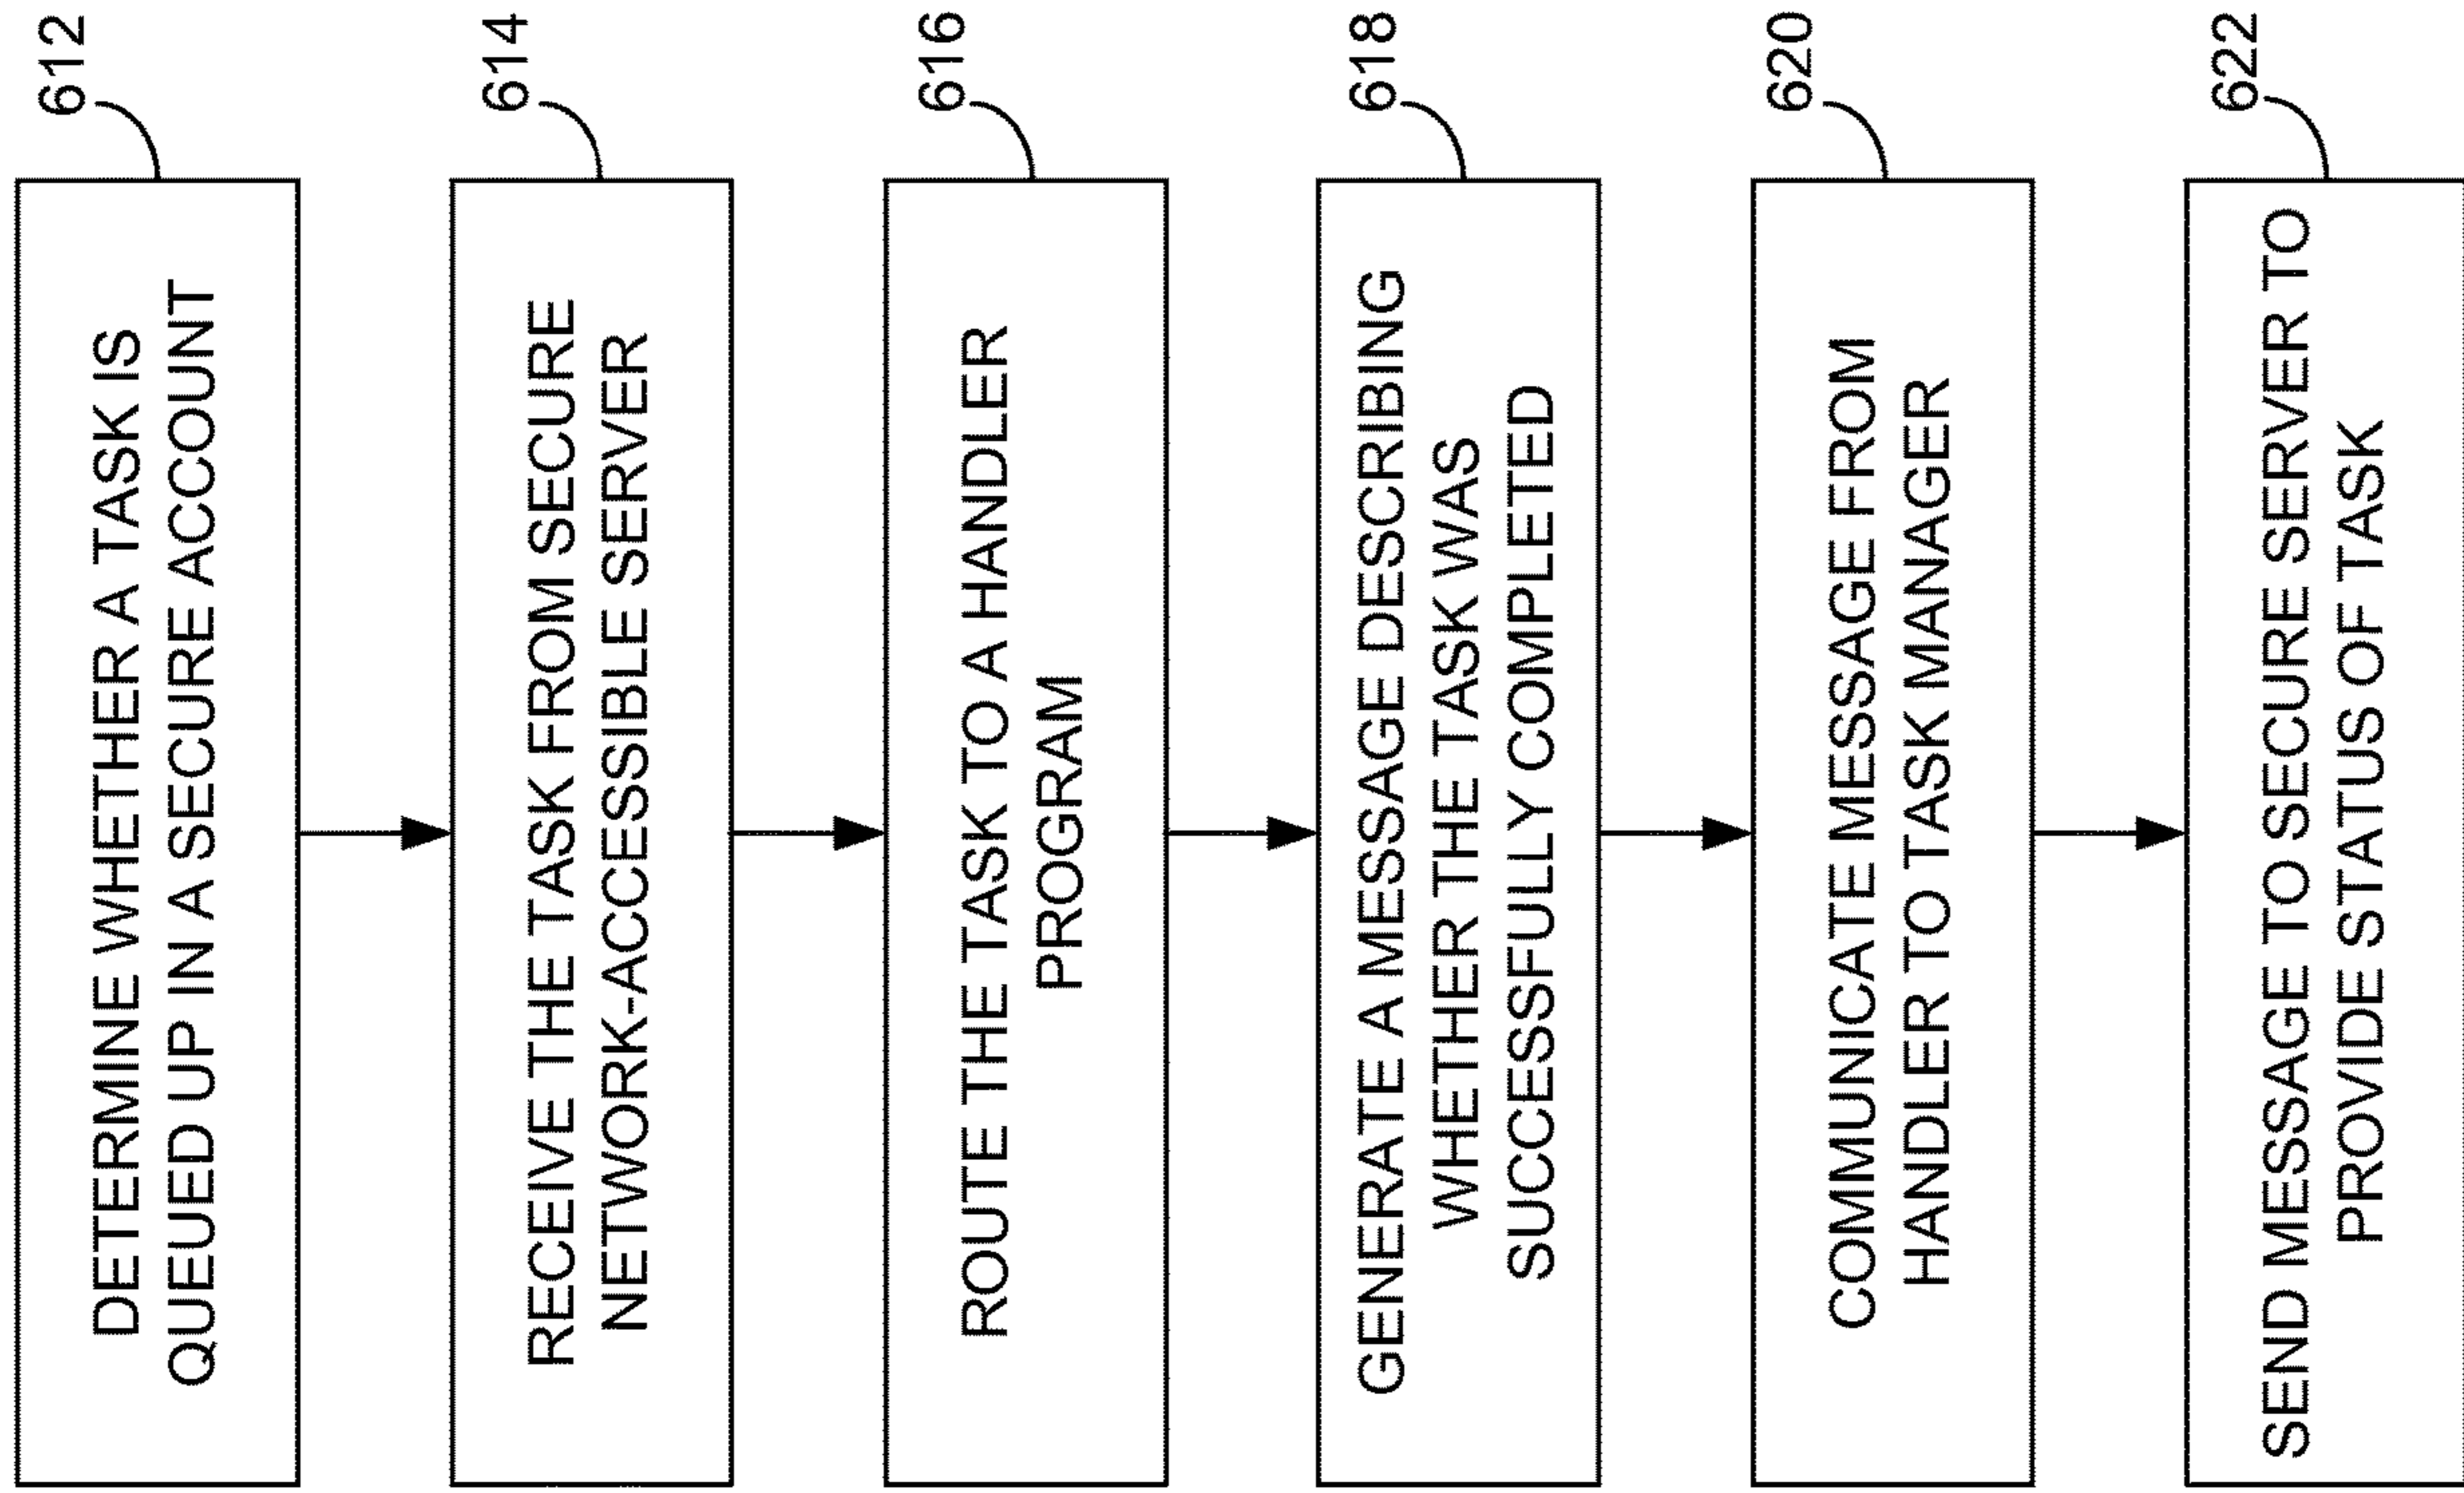 612
DETERMINE WHETHER A TASK IS
QUEUED UP IN A SECURE ACCOUNT
614
RECEIVE THE TASK FROM SECURE
NETWORK-ACCESSIBLE SERVER
616
ROUTE THE TASK TO A HANDLER
PROGRAM
618
GENERATE A MESSAGE DESCRIBING
WHETHER THE TASK WAS
SUCCESSFULLY COMPLETED
620
COMMUNICATE MESSAGE FROM
HANDLER TO TASK MANAGER
622
SEND MESSAGE TO SECURE SERVER TO
PROVIDE STATUS OF TASK